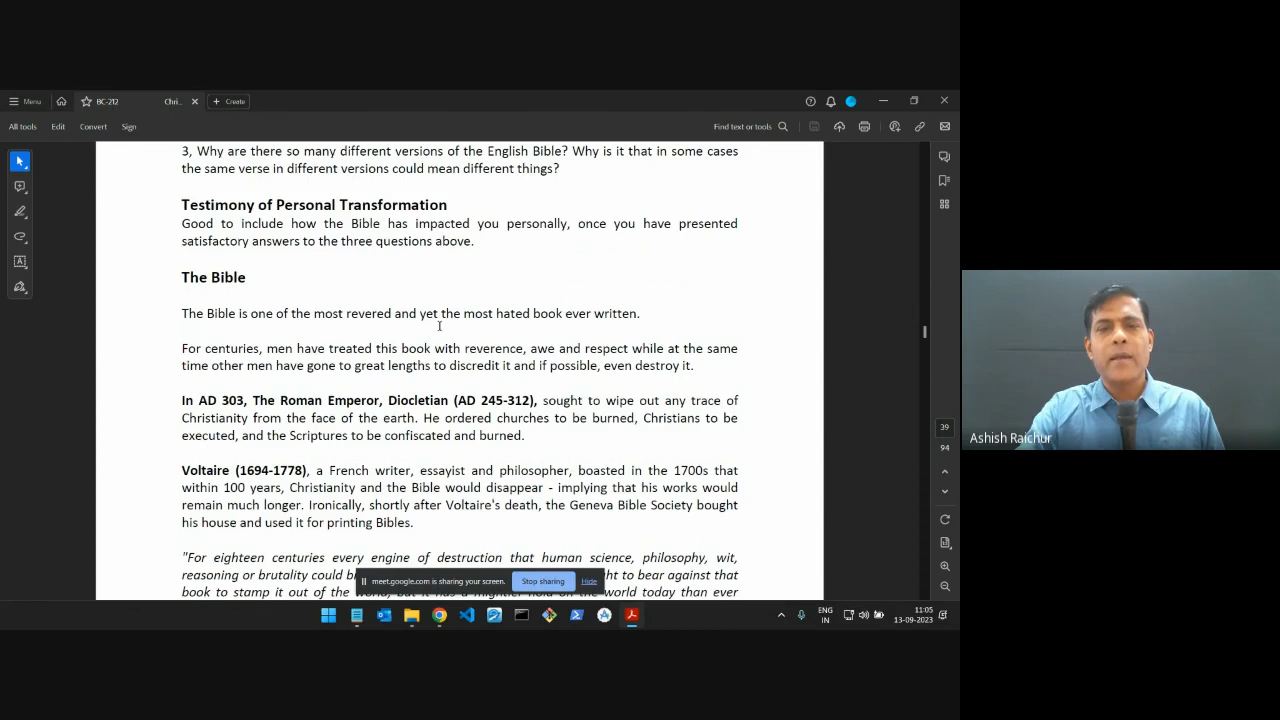 Menu
BC-212
Chri...
Create
All tools
Edit
Convert
Sign
Find text or tools
3, Why are there so many different versions of the English Bible? Why is it that in some cases
the same verse in different versions could mean different things?
Testimony of Personal Transformation
Good to include how the Bible has impacted you personally, once you have presented
satisfactory answers to the three questions above.
The Bible
The Bible is one of the most revered and yet the most hated book ever written.
For centuries, men have treated this book with reverence, awe and respect while at the same
time other men have gone to great lengths to discredit it and if possible, even destroy it.
In AD 303, The Roman Emperor, Diocletian (AD 245-312), sought to wipe out any trace of
Christianity from the face of the earth. He ordered churches to be burned, Christians to be
executed, and the Scriptures to be confiscated and burned.
Voltaire (1694-1778), a French writer, essayist and philosopher, boasted in the 1700s that
within 100 years, Christianity and the Bible would disappear - implying that his works would
remain much longer. Ironically, shortly after Voltaire's death, the Geneva Bible Society bought
his house and used it for printing Bibles.
"For eighteen centuries every engine of destruction that human science, philosophy, wit,
reasoning or brutality could ht to bear against that
book to stamp it out of the world today than ever
meet.google.com is sharing your screen.
Stop sharing
Hide
39
94
Ashish Raichur
ENG
IN
11:05
13-09-2023